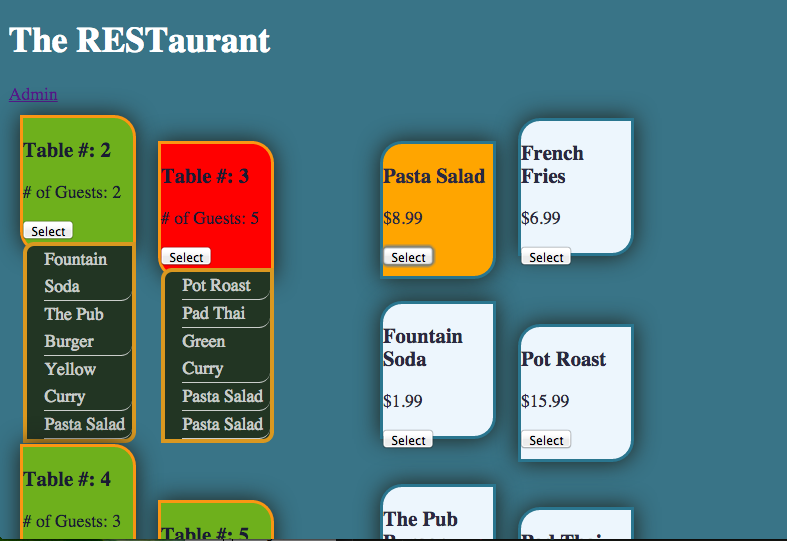 The RESTaurant
Admin
Table #: 2
# of Guests: 2
Select
Fountain
Soda
The Pub
Burger
Yellow
Curry
Pasta Salad
Table #: 3
# of Guests: 5
Select
Pot Roast
Pad Thai
Green
Curry
Pasta Salad
Pasta Salad
Table #: 4
# of Guests: 3
Table #: 5
Pasta Salad
$8.99
Select
French
Fries
$6.99
Select
Fountain
Soda
$1.99
Select
Pot Roast
$15.99
Select
The Pub
Pad Thai